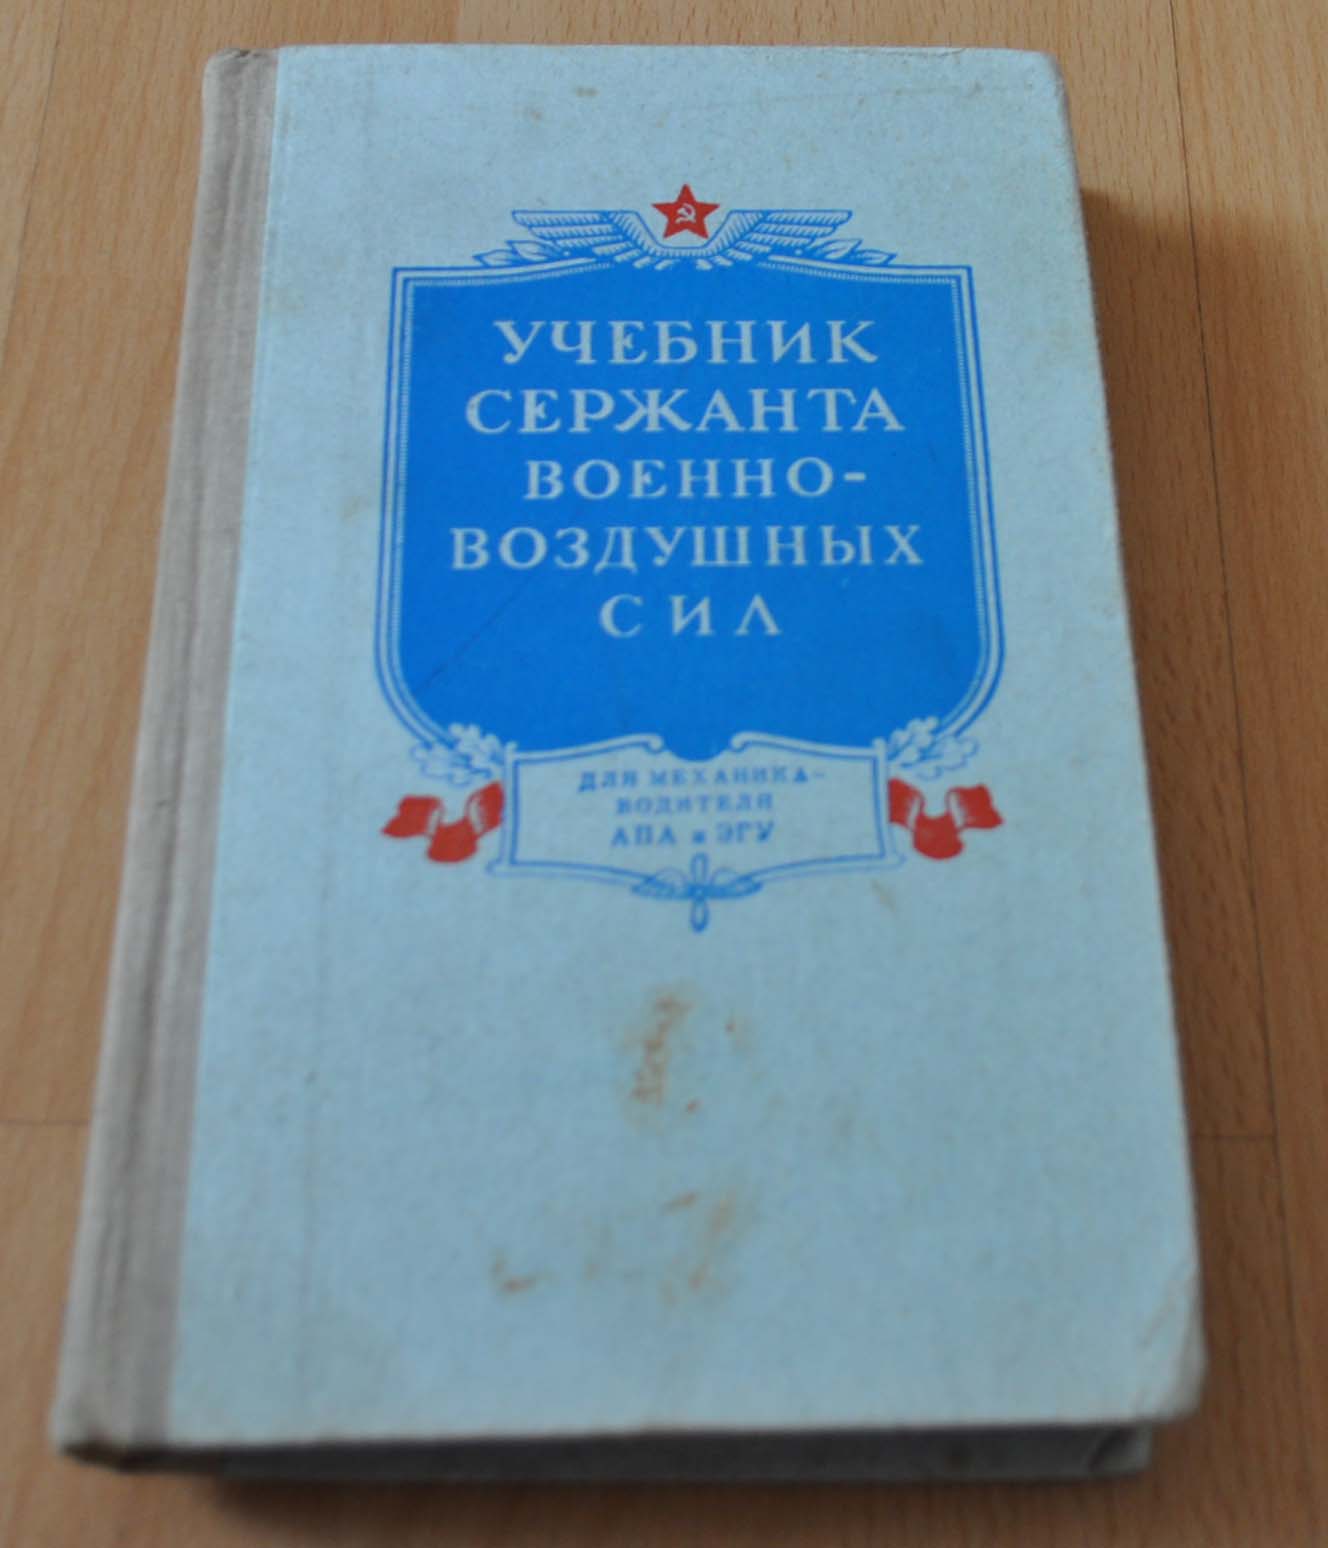 УЧЕБНИК
СЕРЖАНТА
ВОЕННО-
ВОЗДУШНЫХ
СИЛ
ДЛЯ МЕХАНИКА-
ВОДИТЕЛЯ
АПА и ЭГУ